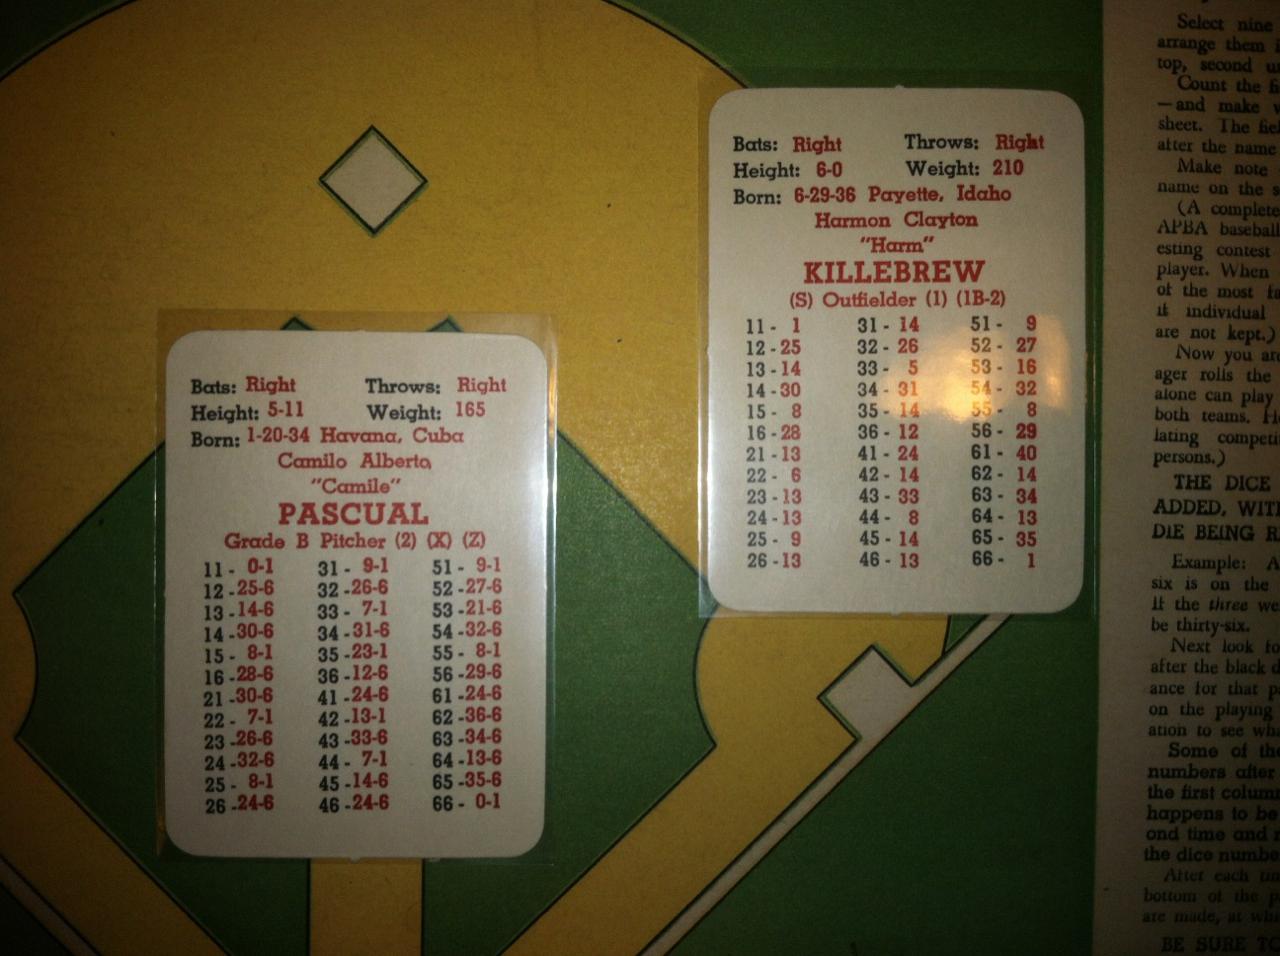 Bats: Right Throws: Right
Height: 5-11 Weight: 165
Born: 1-20-34 Havana, Cuba
Camilo Alberto
"Camile"
PASCUAL
Grade B Pitcher (2) (X) (Z)
11 - 0-1 31 - 9-1 51 - 9-1
12 - 25-6 32 - 26-6 52 - 27-6
13 - 14-6 33 - 7-1 53 - 21-6
14 - 30-6 34 - 31-6 54 - 32-6
15 - 8-1 35 - 23-1 55 - 8-1
16 - 28-6 36 - 12-6 56 - 29-6
21 - 30-6 41 - 24-6 61 - 24-6
22 - 7-1 42 - 13-1 62 - 36-6
23 - 26-6 43 - 33-6 63 - 34-6
24 - 32-6 44 - 7-1 64 - 13-6
25 - 8-1 45 - 14-6 65 - 35-6
26 - 24-6 46 - 24-6 66 - 0-1
Bats: Right Throws: Right
Height: 6-0 Weight: 210
Born: 6-29-36 Payette, Idaho
Harmon Clayton
"Harm"
KILLEBREW
(S) Outfielder (1) (1B-2)
11 - 1 31 - 14 51 - 9
12 - 25 32 - 26 52 - 27
13 - 14 33 - 5 53 - 16
14 - 30 34 - 31 54 - 32
15 - 8 35 - 14 55 - 8
16 - 28 36 - 12 56 - 29
21 - 13 41 - 24 61 - 40
22 - 6 42 - 14 62 - 14
23 - 13 43 - 33 63 - 34
24 - 13 44 - 8 64 - 13
25 - 9 45 - 14 65 - 35
26 - 13 46 - 13 66 - 1
Select nine
arrange them
top, second
Count the
—and make
sheet. The
after the name
Make note
name on the
(A complete
APBA baseball
esting contest
player. When
of the most
if individual
are not kept.)
Now you are
ager rolls the
alone can play
both teams.
lating
persons.)
THE DICE
ADDED,
DIE BEING
Example:
six is on the
If the three
be thirty-six.
Next look
after the black
ance for that
on the playing
ation to see
Some of the
numbers after
the first
happens to be
ond time and
the dice
After each
bottom of the
are made, at
BE SURE